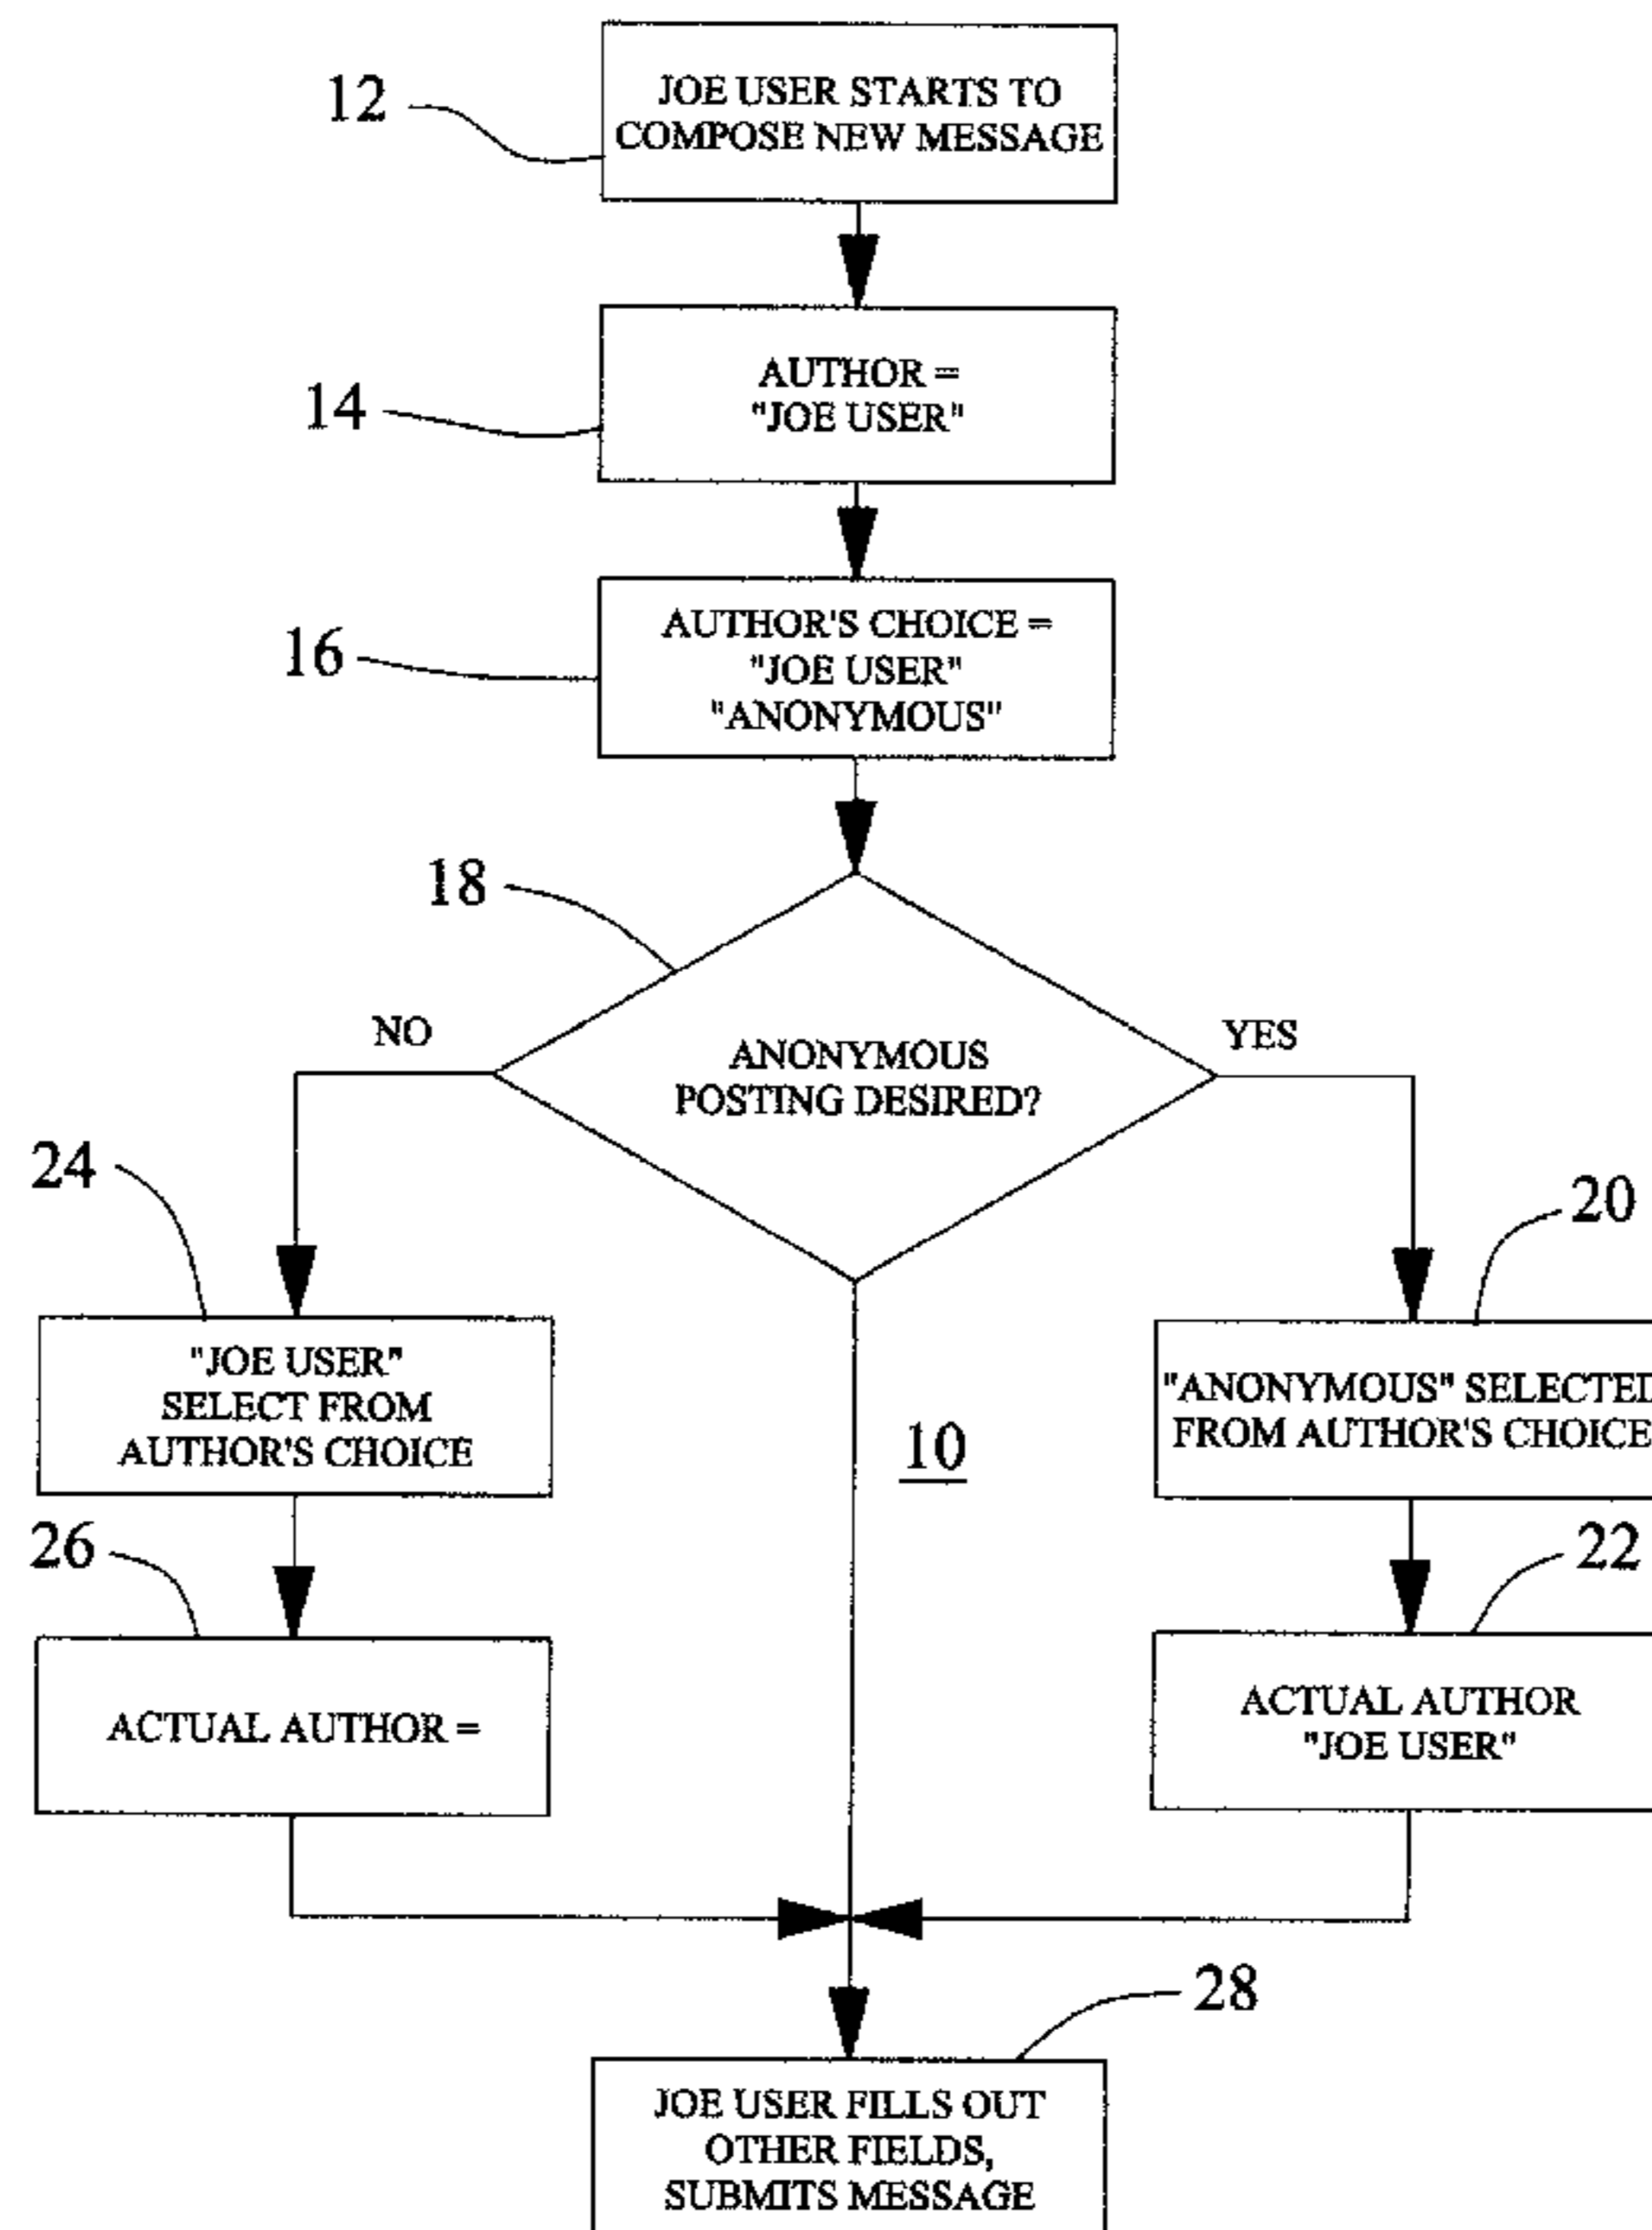 12
JOE USER STARTS TO
COMPOSE NEW MESSAGE
14
AUTHOR =
"JOE USER"
16
AUTHOR'S CHOICE =
"JOE USER"
"ANONYMOUS"
18
NO
ANONYMOUS
POSTING DESIRED?
YES
24
"JOE USER"
SELECT FROM
AUTHOR'S CHOICE
10
20
"ANONYMOUS" SELECTED
FROM AUTHOR'S CHOICE
26
ACTUAL AUTHOR =
22
ACTUAL AUTHOR
"JOE USER"
28
JOE USER FILLS OUT
OTHER FIELDS,
SUBMITS MESSAGE